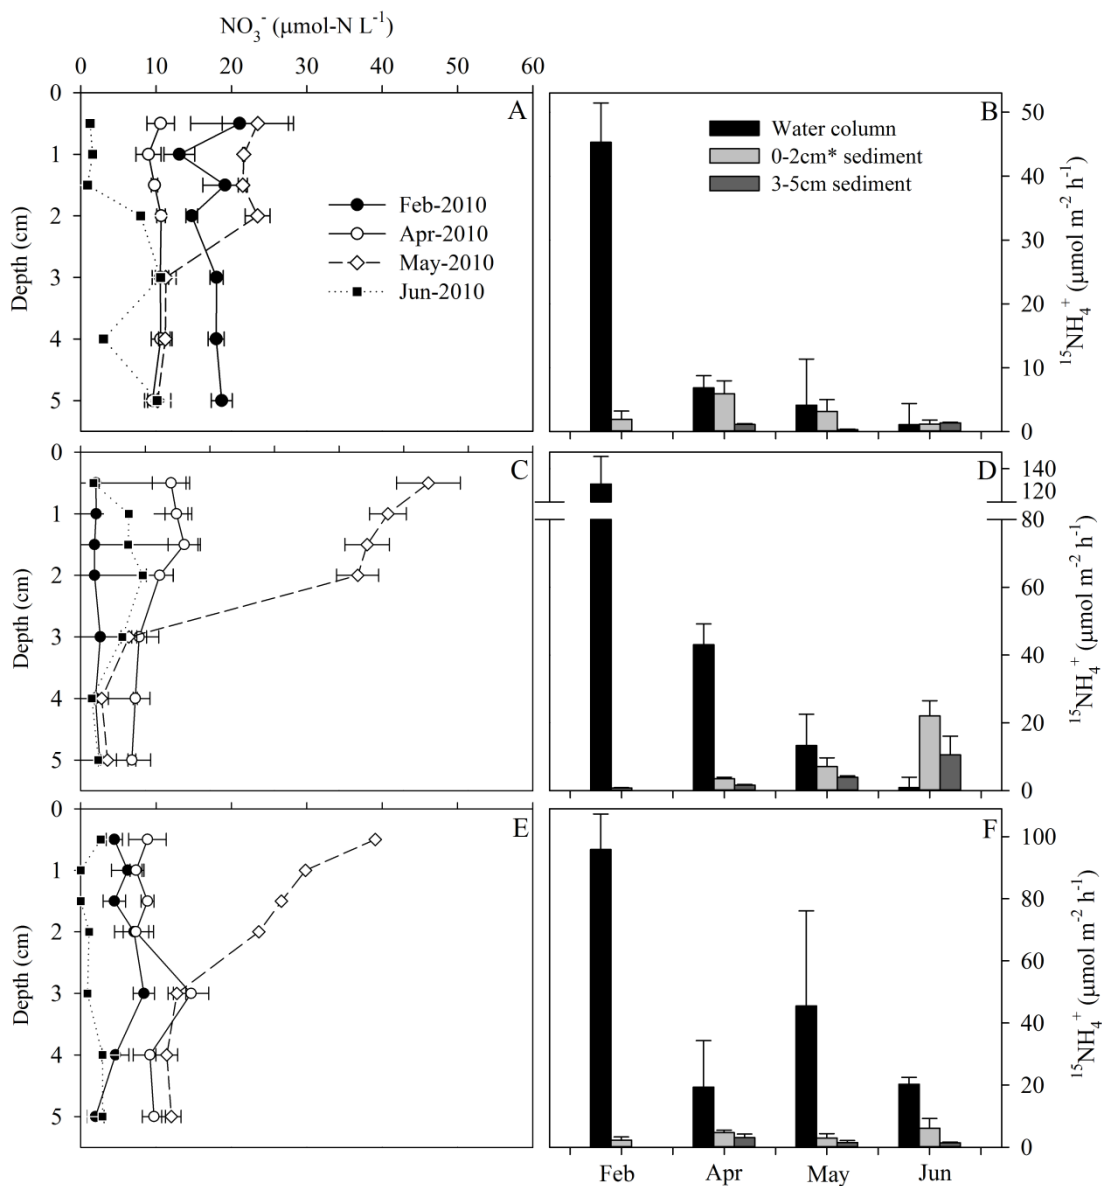 NO₃⁻ (µmol-N L⁻¹)
0 10 20 30 40 50 60
0
1
2
3
4
5
Depth (cm)
A
Feb-2010
Apr-2010
May-2010
Jun-2010
B
Water column
0-2cm* sediment
3-5cm sediment
50
40
30
20
10
0
¹⁵NH₄⁺ (µmol m⁻² h⁻¹)
0
1
2
3
4
5
Depth (cm)
C
D
140
120
80
60
40
20
0
¹⁵NH₄⁺ (µmol m⁻² h⁻¹)
0
1
2
3
4
5
Depth (cm)
E
F
100
80
60
40
20
0
¹⁵NH₄⁺ (µmol m⁻² h⁻¹)
Feb Apr May Jun